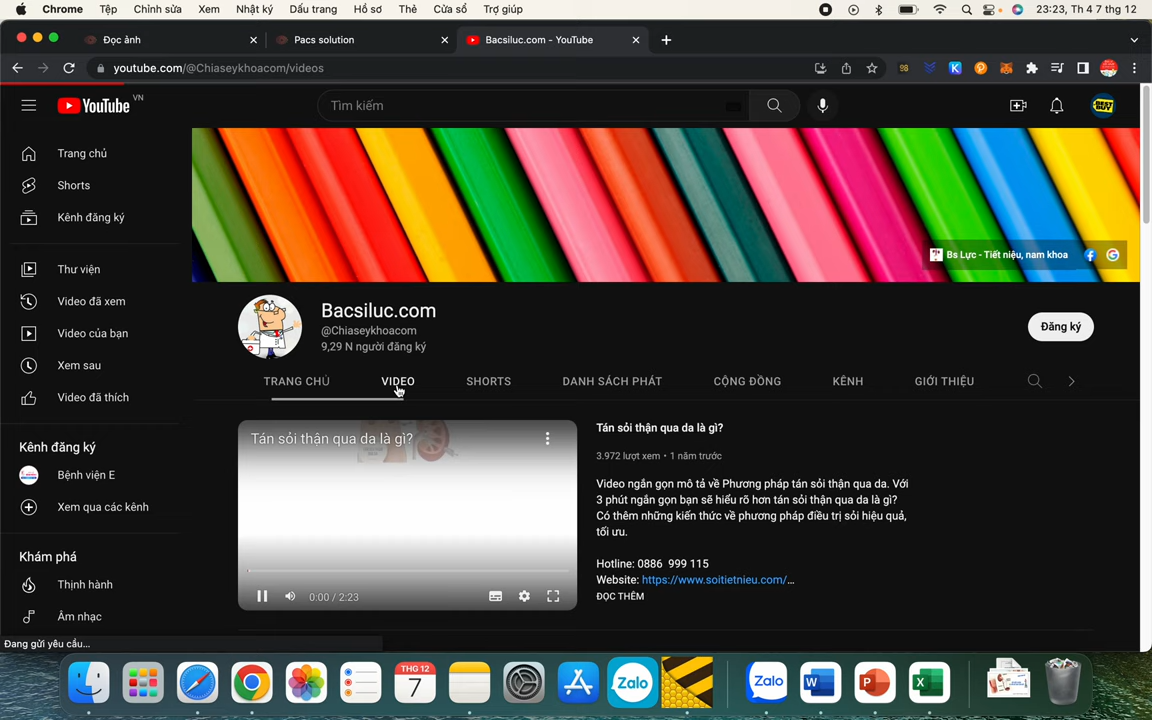 Chrome Tệp Chỉnh sửa Xem Nhật ký Dấu trang Hồ sơ Thẻ Cửa sổ Trợ giúp 23:23, Th 4 7 thg 12
Đọc ảnh Pacs solution Bacsiluc.com - YouTube
youtube.com/@Chiaseykhoacom/videos
YouTube VN
Tìm kiếm
BEST BUY
Trang chủ
Shorts
Kênh đăng ký
Thư viện
Video đã xem
Video của bạn
Xem sau
Video đã thích
Kênh đăng ký
Bệnh viện E
Xem qua các kênh
Khám phá
Thịnh hành
Âm nhạc
Đang gửi yêu cầu...
Bs Lực - Tiết niệu, nam khoa
Bacsiluc.com
@Chiaseykhoacom
9,29 N người đăng ký
Đăng ký
TRANG CHỦ VIDEO SHORTS DANH SÁCH PHÁT CỘNG ĐỒNG KÊNH GIỚI THIỆU
Tán sỏi thận qua da là gì?
0:00 / 2:23
Tán sỏi thận qua da là gì?
3.972 lượt xem • 1 năm trước
Video ngắn gọn mô tả về Phương pháp tán sỏi thận qua da. Với
3 phút ngắn gọn bạn sẽ hiểu rõ hơn tán sỏi thận qua da là gì?
Có thêm những kiến thức về phương pháp điều trị sỏi hiệu quả,
tối ưu.
Hotline: 0886 999 115
Website: https://www.soitietnieu.com/...
ĐỌC THÊM
THG 12
7
Zalo
Zalo